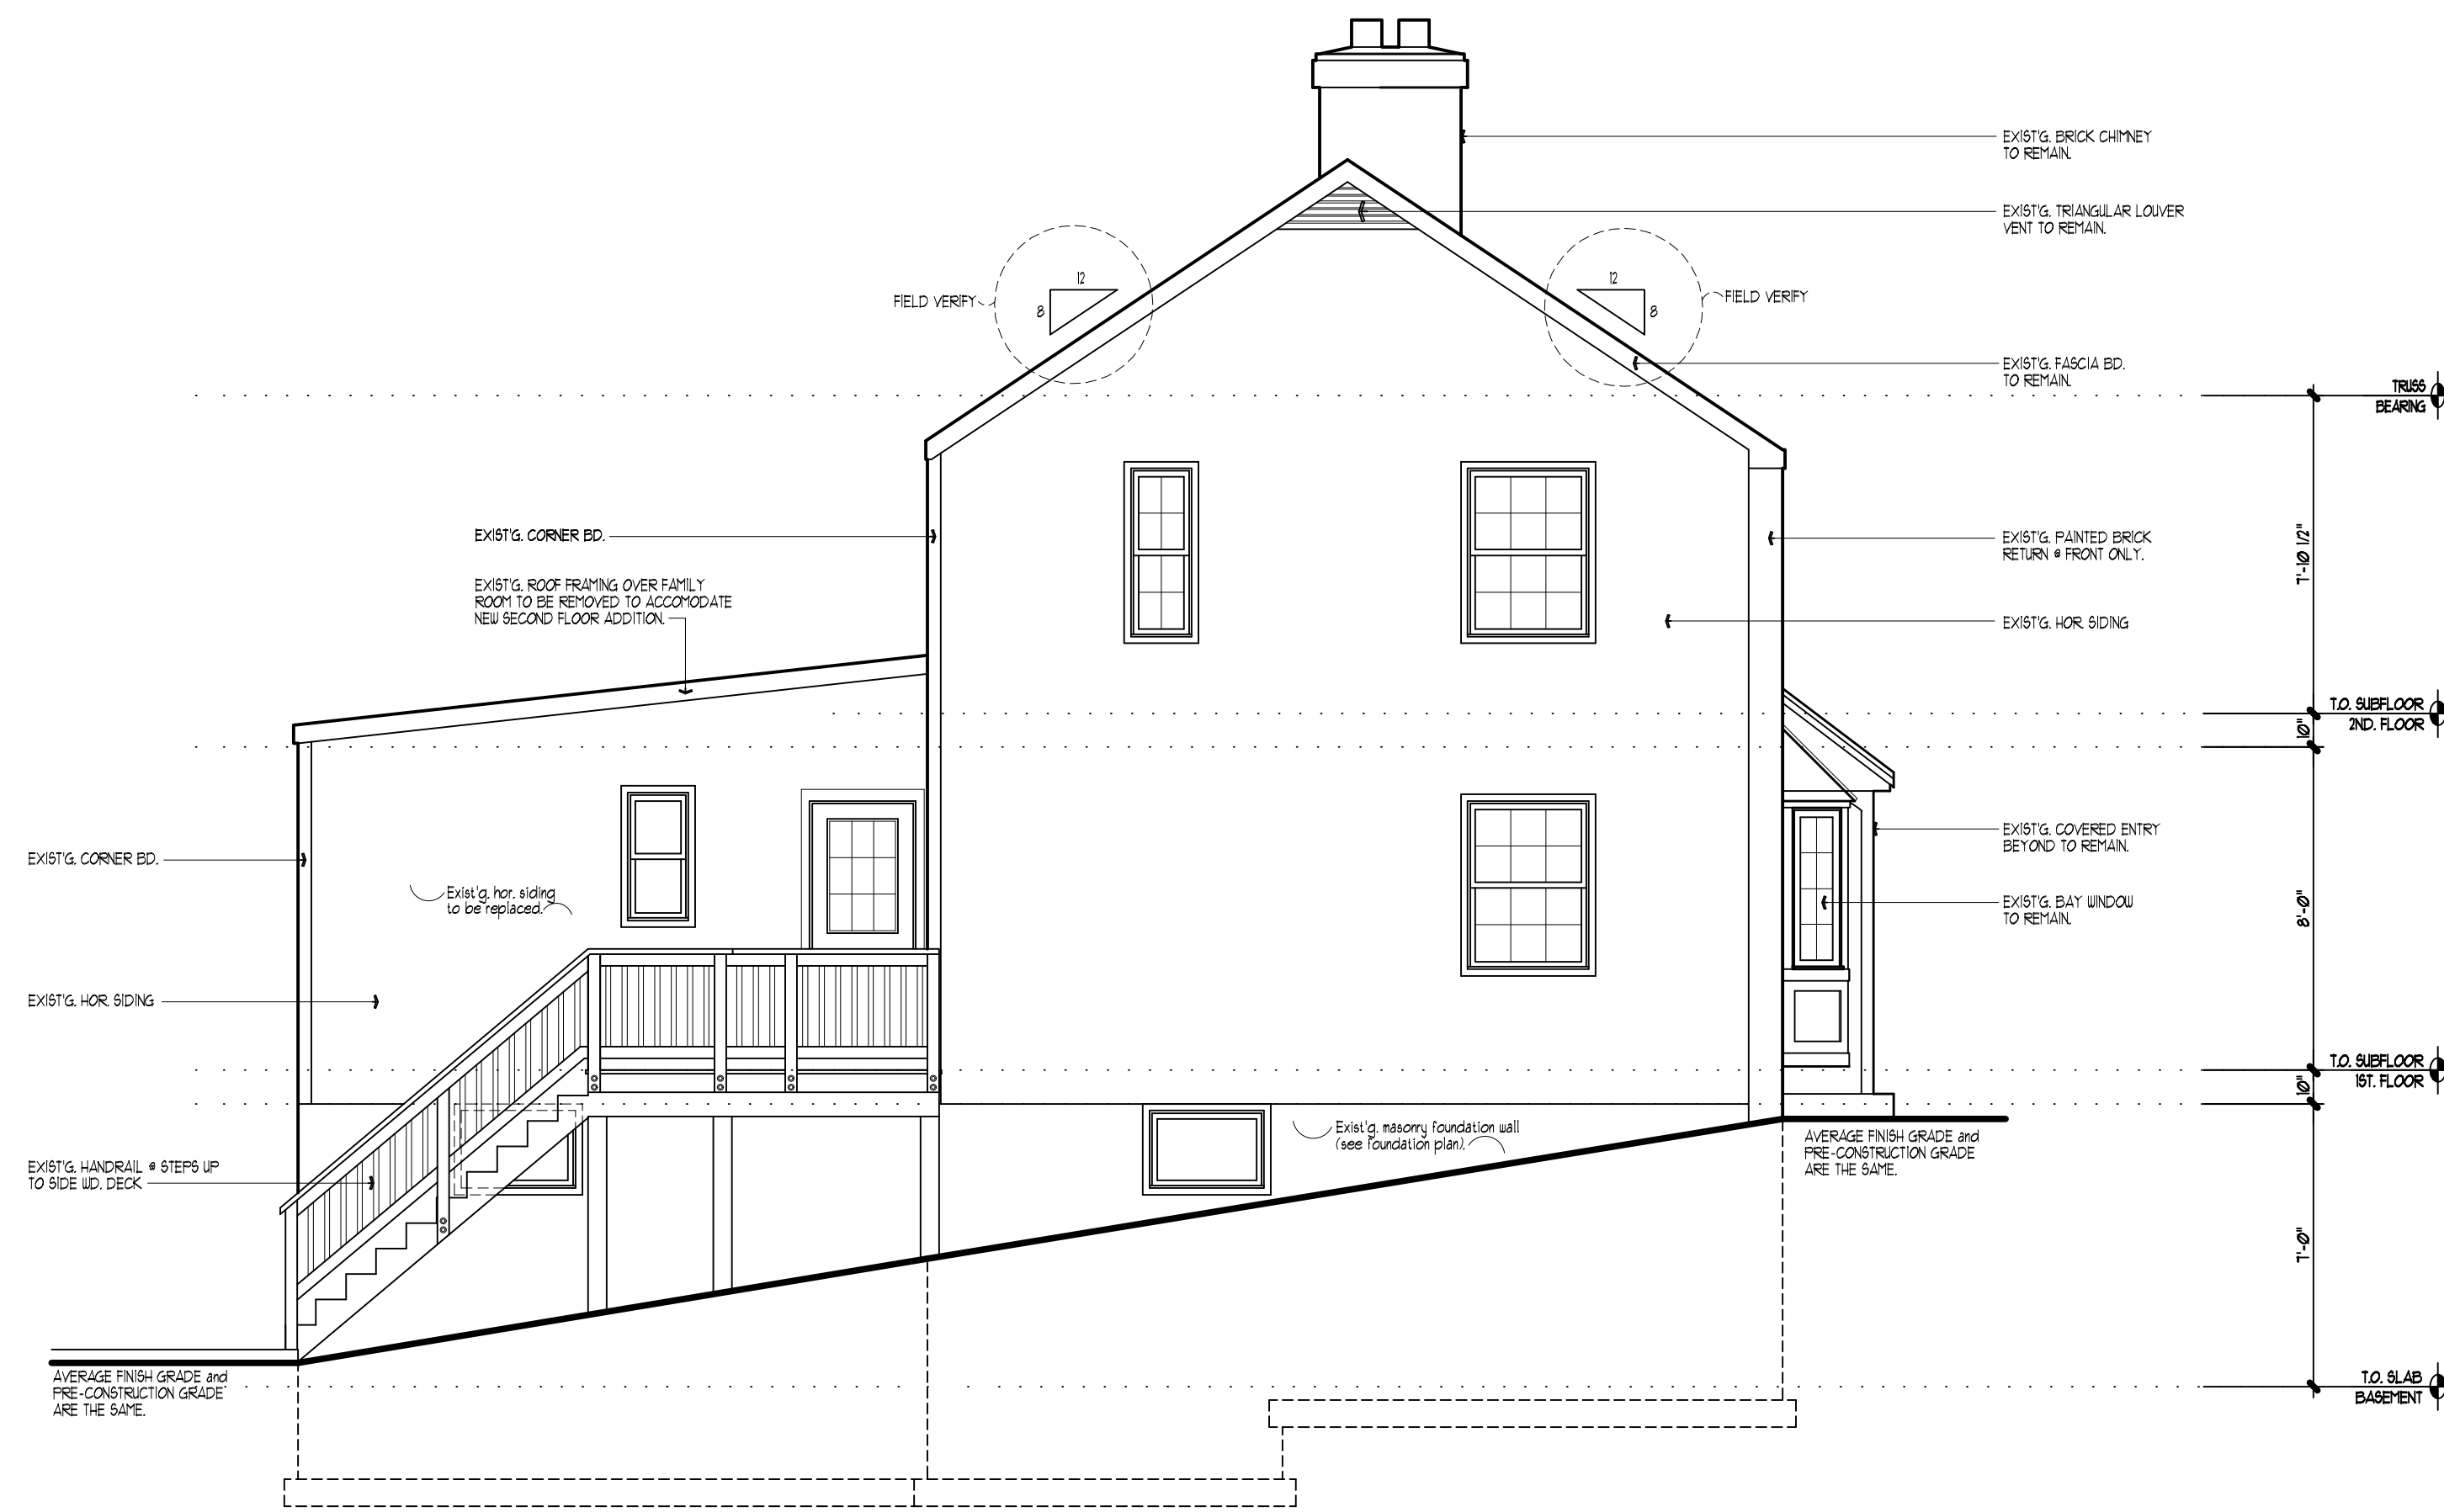 EXIST'G. BRICK CHIMNEY
TO REMAIN.
EXIST'G. TRIANGULAR LOUVER
VENT TO REMAIN.
12
8
FIELD VERIFY
12
8
FIELD VERIFY
EXIST'G. FASCIA BD.
TO REMAIN.
TRUSS
BEARING
EXIST'G. CORNER BD.
EXIST'G. PAINTED BRICK
RETURN @ FRONT ONLY.
7'-10 1/2"
EXIST'G. ROOF FRAMING OVER FAMILY
ROOM TO BE REMOVED TO ACCOMODATE
NEW SECOND FLOOR ADDITION.
EXIST'G. HOR. SIDING
T.O. SUBFLOOR
2ND. FLOOR
10"
EXIST'G. CORNER BD.
EXIST'G. COVERED ENTRY
BEYOND TO REMAIN.
Exist'g. hor. siding
to be replaced.
EXIST'G. BAY WINDOW
TO REMAIN.
8'-0"
EXIST'G. HOR. SIDING
T.O. SUBFLOOR
1ST. FLOOR
10"
Exist'g. masonry foundation wall
(see foundation plan).
AVERAGE FINISH GRADE and
PRE-CONSTRUCTION GRADE
ARE THE SAME.
EXIST'G. HANDRAIL @ STEPS UP
TO SIDE WD. DECK
7'-0"
AVERAGE FINISH GRADE and
PRE-CONSTRUCTION GRADE
ARE THE SAME.
T.O. SLAB
BASEMENT